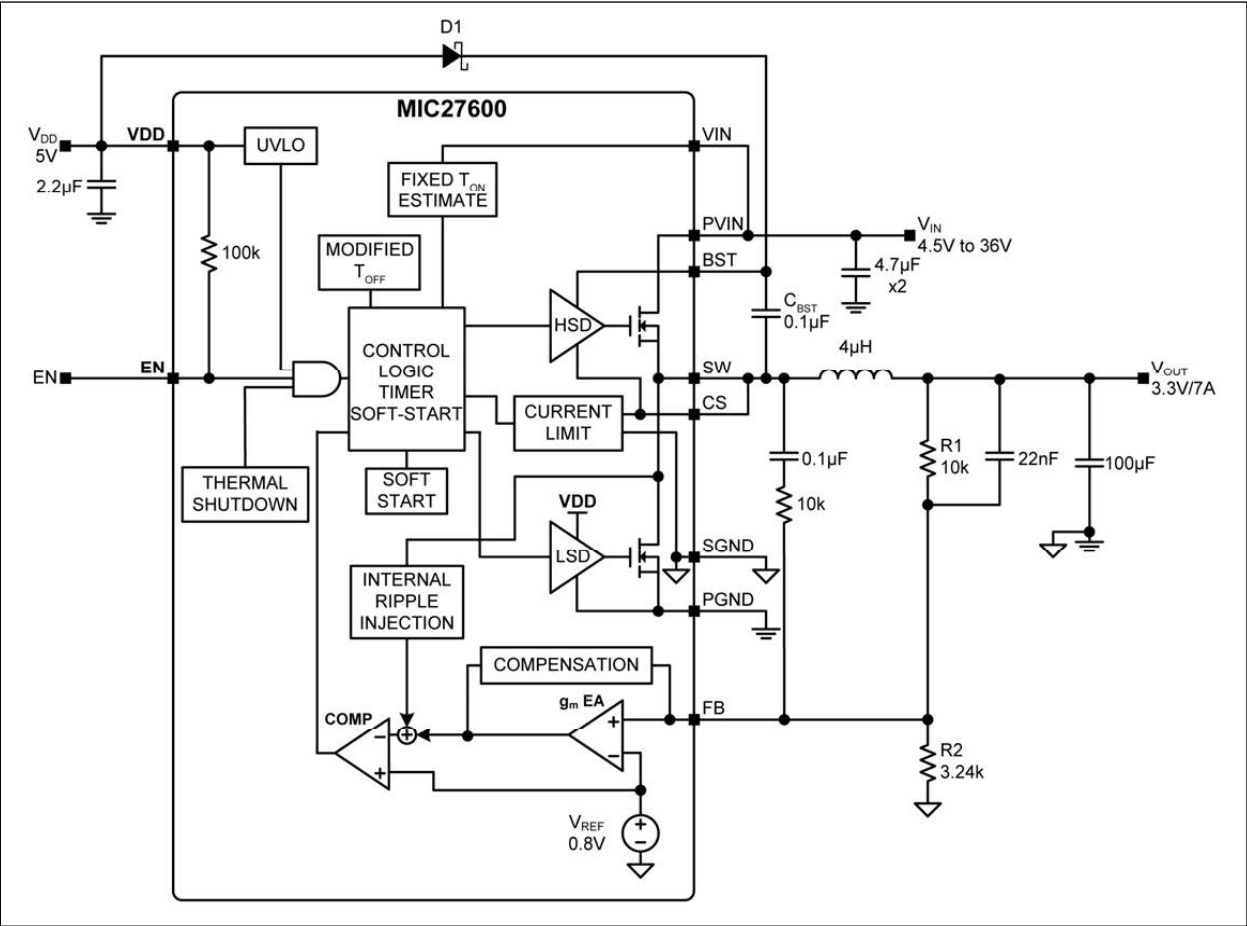 D1
MIC27600
VDD
5V
VDD
UVLO
VIN
2.2µF
FIXED TON
ESTIMATE
PVIN
VIN
4.5V to 36V
100k
MODIFIED
TOFF
BST
4.7µF
x2
CBST
0.1µF
HSD
4µH
CONTROL
LOGIC
TIMER
SOFT-START
EN
EN
SW
VOUT
3.3V/7A
CS
CURRENT
LIMIT
R1
10k
22nF
100µF
0.1µF
10k
THERMAL
SHUTDOWN
SOFT
START
VDD
LSD
SGND
INTERNAL
RIPPLE
INJECTION
PGND
COMPENSATION
gm EA
COMP
FB
+
−
−
+
+
R2
3.24k
VREF
0.8V
+
−